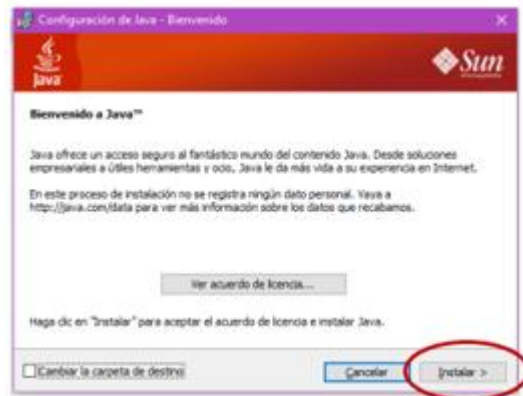 Configuración de Java - Bienvenido
Java
Sun
Bienvenido a Java™
Java ofrece un acceso seguro al fantástico mundo del contenido Java. Desde soluciones
empresariales a útiles herramientas y ocio, Java le da más vida a su experiencia en Internet.
En este proceso de instalación no se registra ningún dato personal. Vaya a
http://java.com/data para ver más información sobre los datos que recabamos.
Ver acuerdo de licencia...
Haga clic en "Instalar" para aceptar el acuerdo de licencia e instalar Java.
Cambiar la carpeta de destino
Cancelar
Instalar >